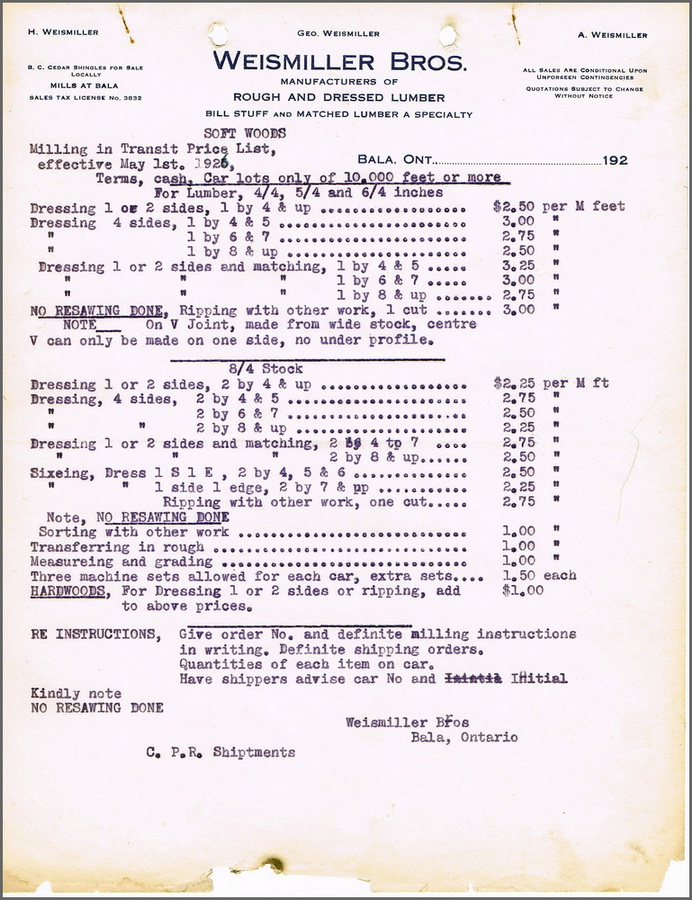 H. WEISMILLER
GEO. WEISMILLER
A. WEISMILLER
WEISMILLER BROS.
MANUFACTURERS OF
ROUGH AND DRESSED LUMBER
BILL STUFF AND MATCHED LUMBER A SPECIALTY
B. C. CEDAR SHINGLES FOR SALE
LOCALLY
MILLS AT BALA
SALES TAX LICENSE NO. 3832
ALL SALES ARE CONDITIONAL UPON
UNFORSEEN CONTINGENCIES
QUOTATIONS SUBJECT TO CHANGE
WITHOUT NOTICE
SOFT WOODS
Milling in Transit Price List,
effective May 1st. 1926,
BALA, ONT.,................................192
Terms, cash, Car lots only of 10.000 feet or more
For Lumber, 4/4, 5/4 and 6/4 inches
Dressing 1 or 2 sides, 1 by 4 & up .................... $2.50 per M feet
Dressing 4 sides, 1 by 4 & 5 ........................ 3.00 "
" 1 by 6 & 7 ........................ 2.75 "
" 1 by 8 & up ....................... 2.50 "
Dressing 1 or 2 sides and matching, 1 by 4 & 5 ..... 3.25 "
" " " 1 by 6 & 7 ..... 3.00 "
" " " 1 by 8 & up ....... 2.75 "
NO RESAWING DONE, Ripping with other work, 1 cut ....... 3.00 "
NOTE___ On V Joint, made from wide stock, centre
V can only be made on one side, no under profile.
8/4 Stock
Dressing 1 or 2 sides, 2 by 4 & up ................... $2.25 per M ft
Dressing, 4 sides, 2 by 4 & 5 ....................... 2.75 "
" 2 by 6 & 7 ....................... 2.50 "
" " 2 by 8 & up ...................... 2.25 "
Dressing 1 or 2 sides and matching, 2 by 4 tp 7 .... 2.75 "
" " " 2 by 8 & up...... 2.50 "
Sixeing, Dress 1 S 1 E , 2 by 4, 5 & 6 ............... 2.50 "
" " 1 side 1 edge, 2 by 7 & up ........... 2.25 "
Ripping with other work, one cut..... 2.75 "
Note, NO RESAWING DONE
Sorting with other work ............................. 1.00 "
Transferring in rough ................................ 1.00 "
Measureing and grading ............................... 1.00 "
Three machine sets allowed for each car, extra sets.... 1.50 each
HARDWOODS, For Dressing 1 or 2 sides or ripping, add $1.00
to above prices.
RE INSTRUCTIONS, Give order No. and definite milling instructions
in writing. Definite shipping orders.
Quantities of each item on car.
Have shippers advise car No and Initial
Kindly note
NO RESAWING DONE
Weismiller Bros
Bala, Ontario
C. P.R. Shiptments